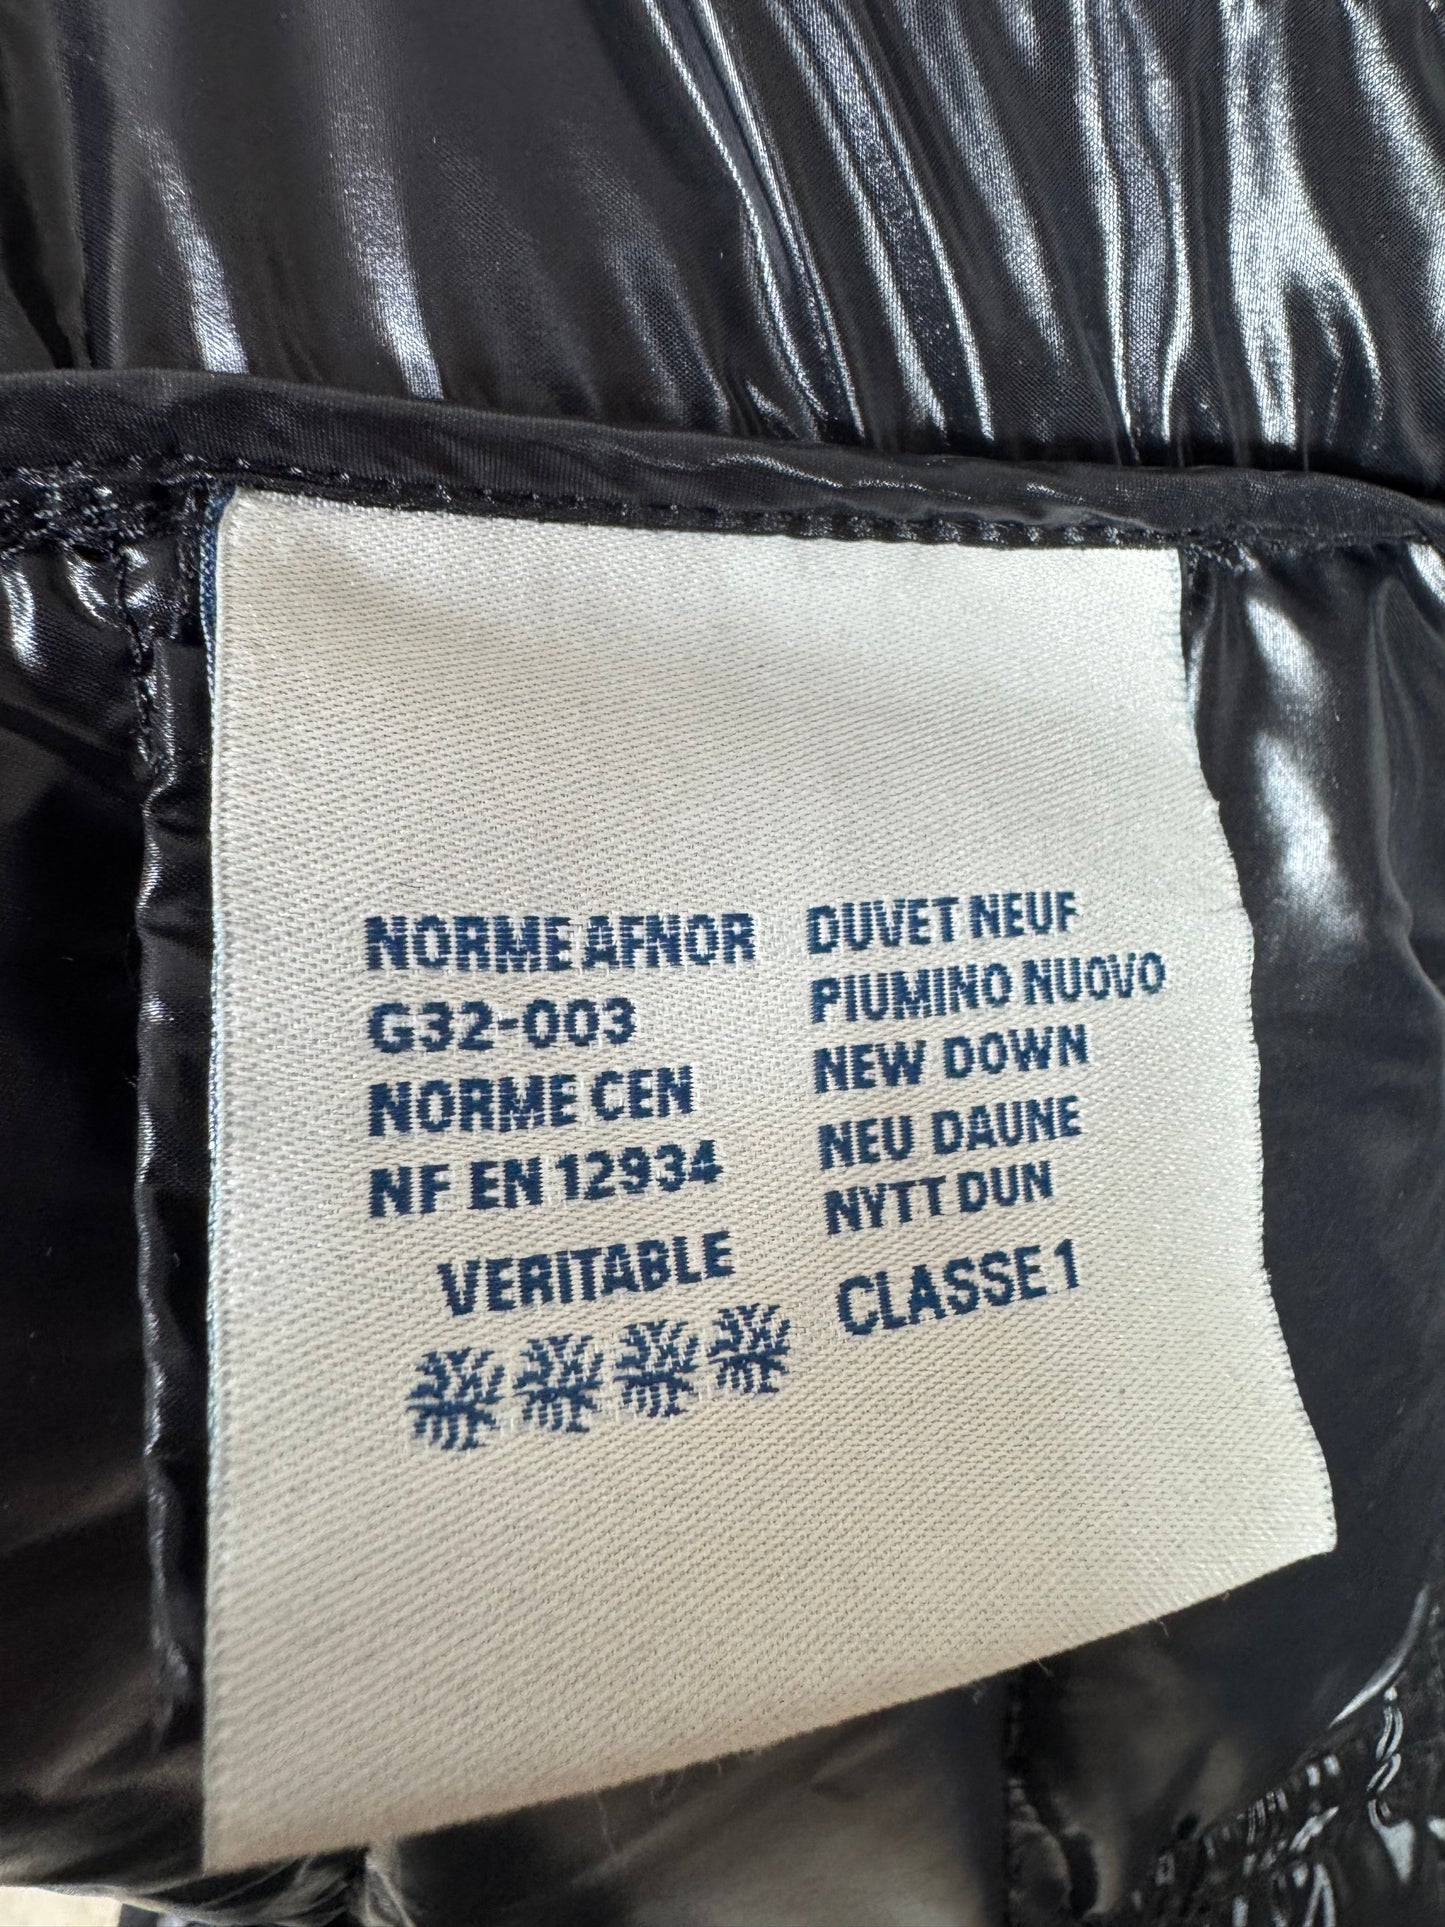 NORME AFNOR
G32-003
NORME CEN
NF EN 12934
VERITABLE
DUVET NEUF
PIUMINO NUOVO
NEW DOWN
NEU DAUNE
NYTT DUN
CLASSE 1